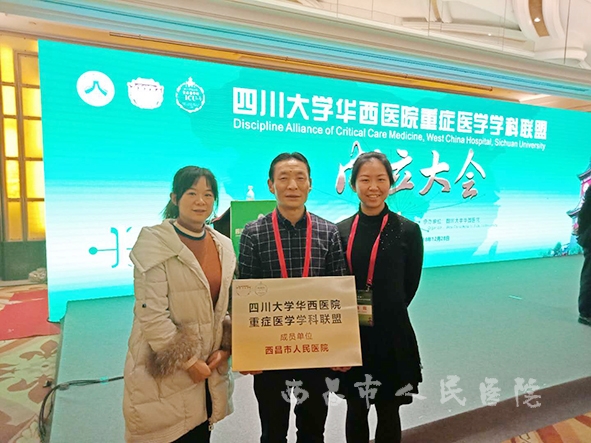 四川大学华西医院重症医学学科联盟
Discipline Alliance of Critical Care Medicine, West China Hospital, Sichuan University
成立大会
ICU
四川大学华西医院
重症医学学科联盟
成员单位
西昌市人民医院
西昌市人民医院